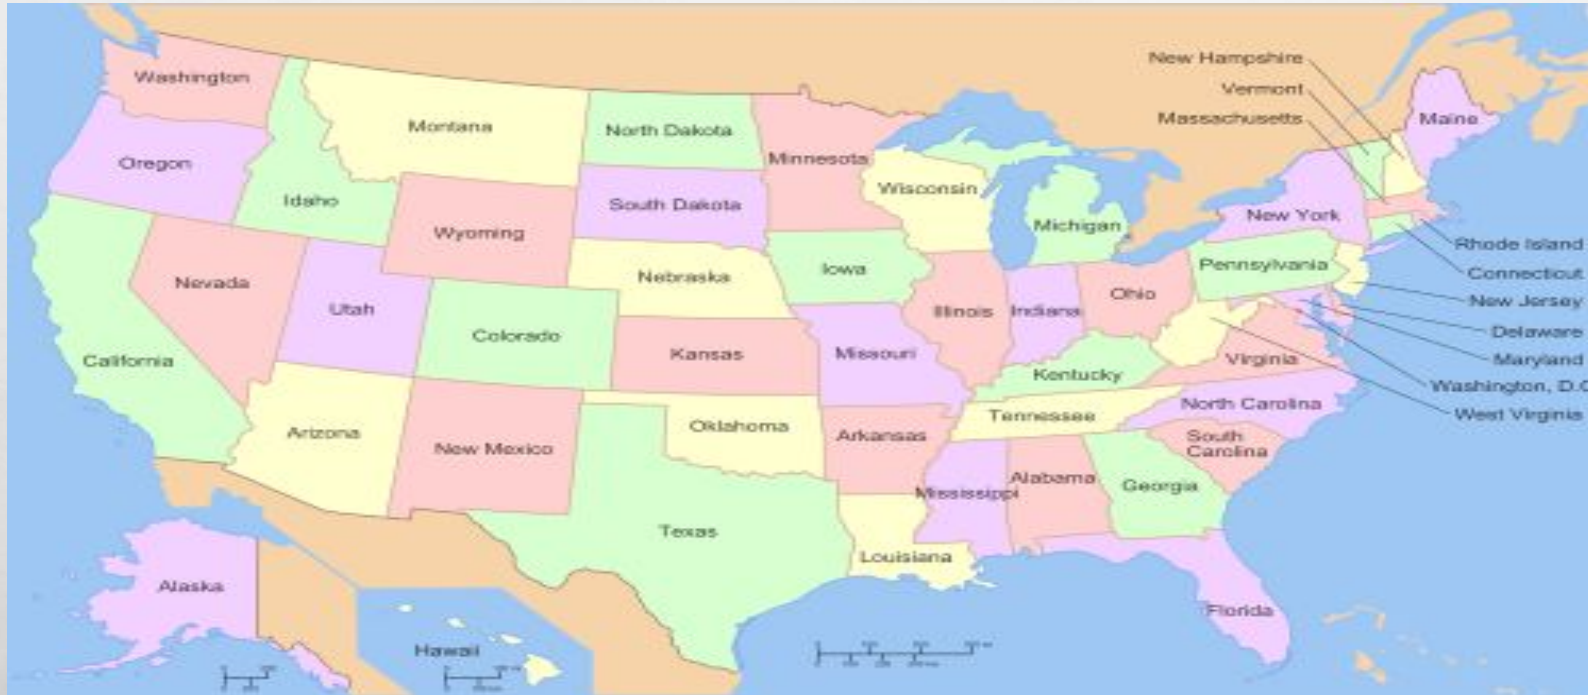 New Hampshire
Vermont
Massachusetts
Washington
Montana
North Dakota
Minnesota
Maine
Oregon
Idaho
Wisconsin
South Dakota
Wyoming
Michigan
New York
Rhode Island
Connecticut
New Jersey
Delaware
Maryland
Washington, D.C
West Virginia
Pennsylvania
Iowa
Nebraska
Nevada
Utah
Colorado
Illinois
Indiana
Ohio
California
Kansas
Missouri
Kentucky
Virginia
Arizona
New Mexico
Oklahoma
Arkansas
Tennessee
North Carolina
South
Carolina
Mississippi
Alabama
Georgia
Texas
Louisiana
Florida
Alaska
Hawaii